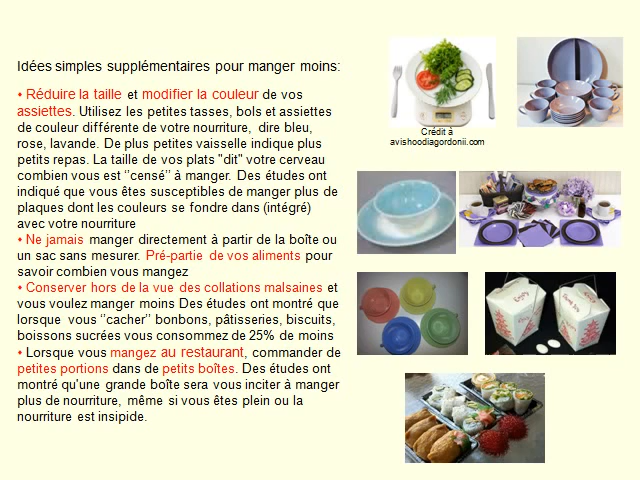 Idées simples supplémentaires pour manger moins:
• Réduire la taille et modifier la couleur de vos
assiettes. Utilisez les petites tasses, bols et assiettes
de couleur différente de votre nourriture, dire bleu,
rose, lavande. De plus petites vaisselle indique plus
petits repas. La taille de vos plats "dit" votre cerveau
combien vous est ‘'censé’' à manger. Des études ont
indiqué que vous êtes susceptibles de manger plus de
plaques dont les couleurs se fondre dans (intégré)
avec votre nourriture
• Ne jamais manger directement à partir de la boîte ou
un sac sans mesurer. Pré-partie de vos aliments pour
savoir combien vous mangez
• Conserver hors de la vue des collations malsaines et
vous voulez manger moins Des études ont montré que
lorsque vous ‘'cacher’' bonbons, pâtisseries, biscuits,
boissons sucrées vous consommez de 25% de moins
• Lorsque vous mangez au restaurant, commander de
petites portions dans de petits boîtes. Des études ont
montré qu'une grande boîte sera vous inciter à manger
plus de nourriture, même si vous êtes plein ou la
nourriture est insipide.
Crédit à
avishoodiagordonii.com
Enjoy